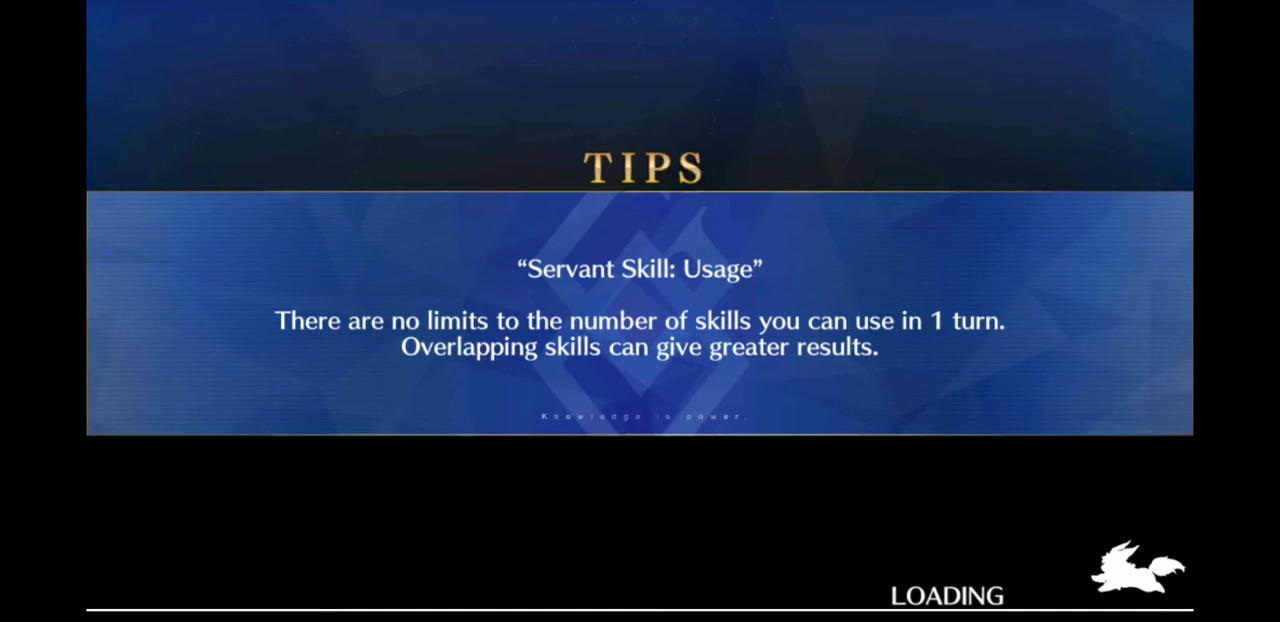 TIPS
“Servant Skill: Usage”
There are no limits to the number of skills you can use in 1 turn.
Overlapping skills can give greater results.
Knowledge is power.
LOADING